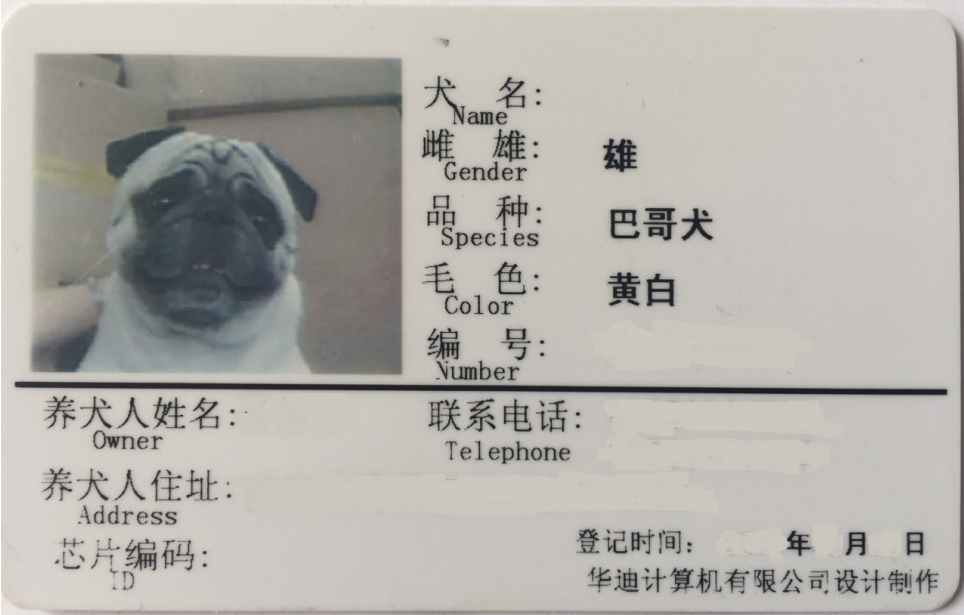 犬 名:
Name
雌 雄: 雄
Gender
品 种: 巴哥犬
Species
毛 色: 黄白
Color
编 号:
Number
养犬人姓名:
Owner
联系电话:
Telephone
养犬人住址:
Address
芯片编码:
ID
登记时间: 年 月 日
华迪计算机有限公司设计制作